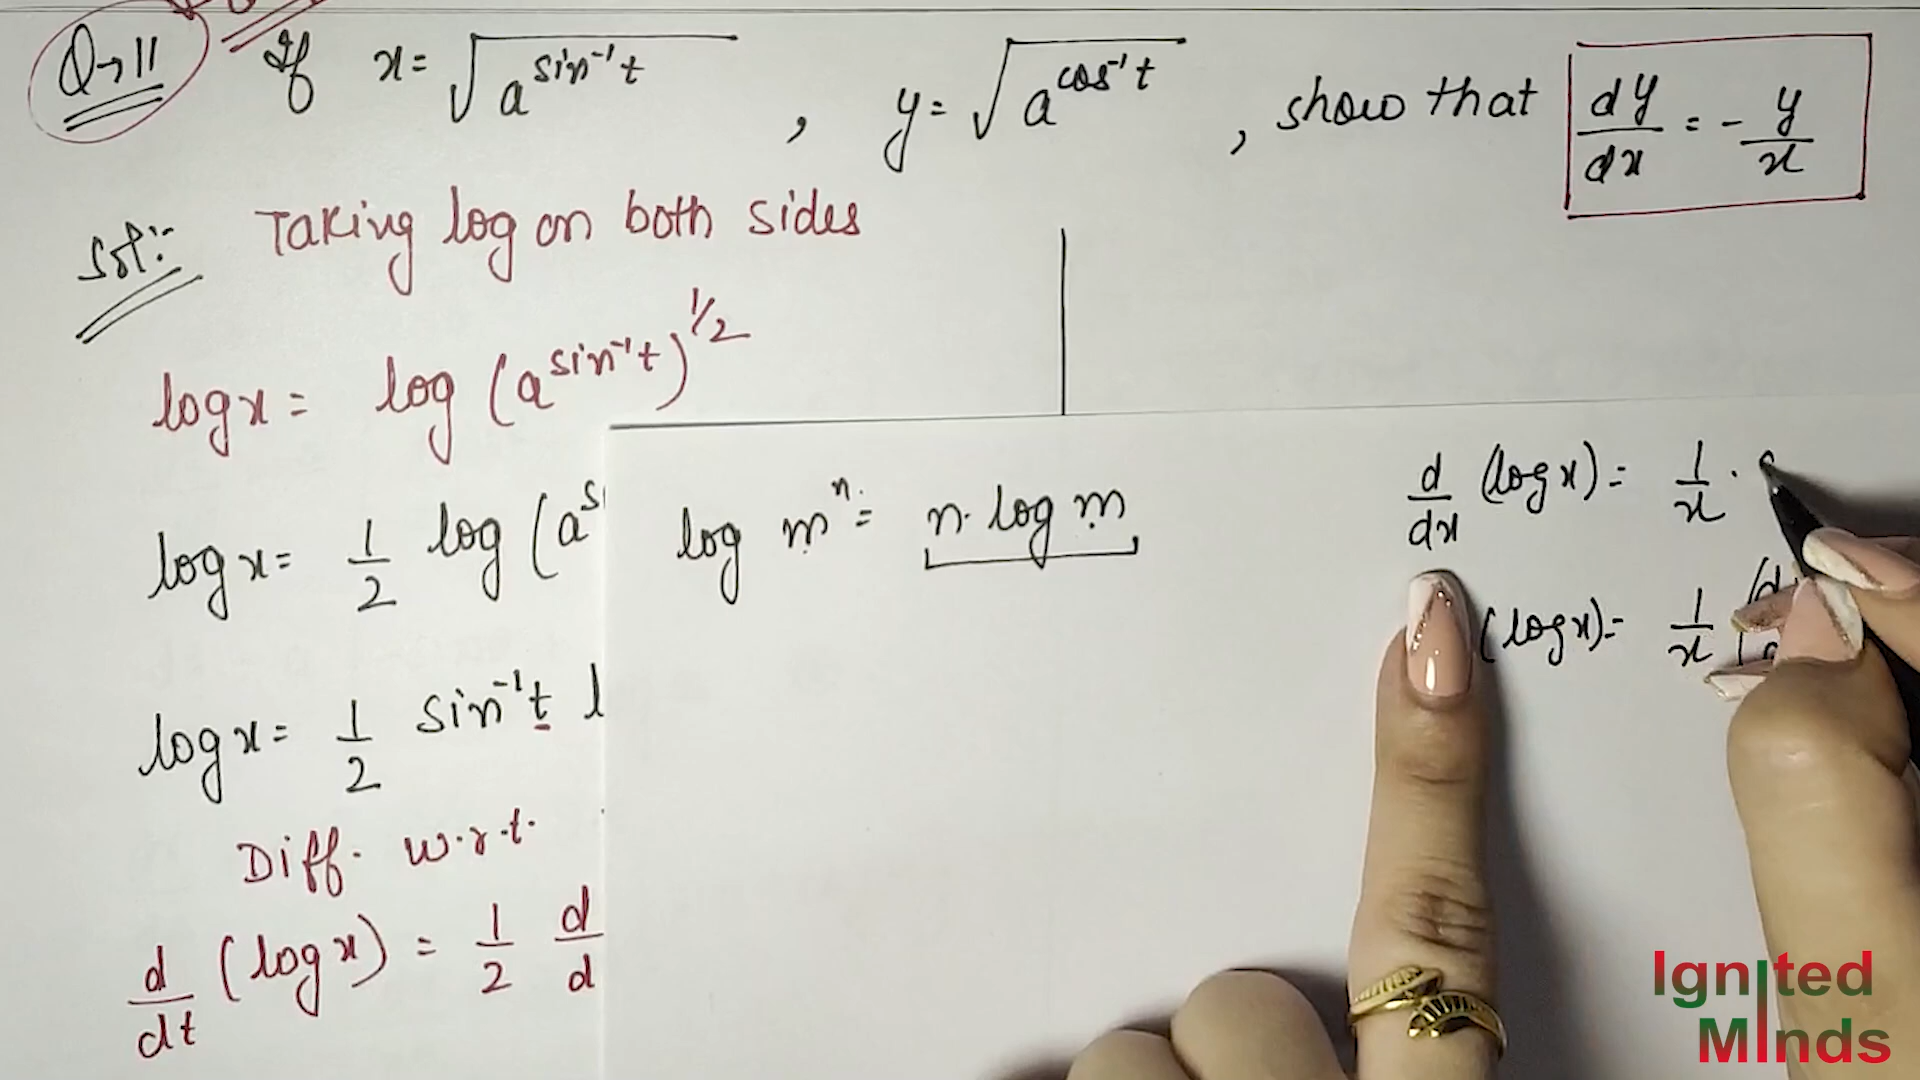 Q→11 If x = √a^sin⁻¹t , y = √a^cos⁻¹t , show that dy/dx = - y/x
Sol:- Taking log on both sides
log x = log (a^sin⁻¹t)^1/2
log x = 1/2 log (a^s
log x = 1/2 sin⁻¹t l
Diff. w.r.t.
d/dt (log x) = 1/2 d/d
log m^n = n. log m
d/dx (log x) = 1/x .
(log x) = 1/x
Ignited
Minds